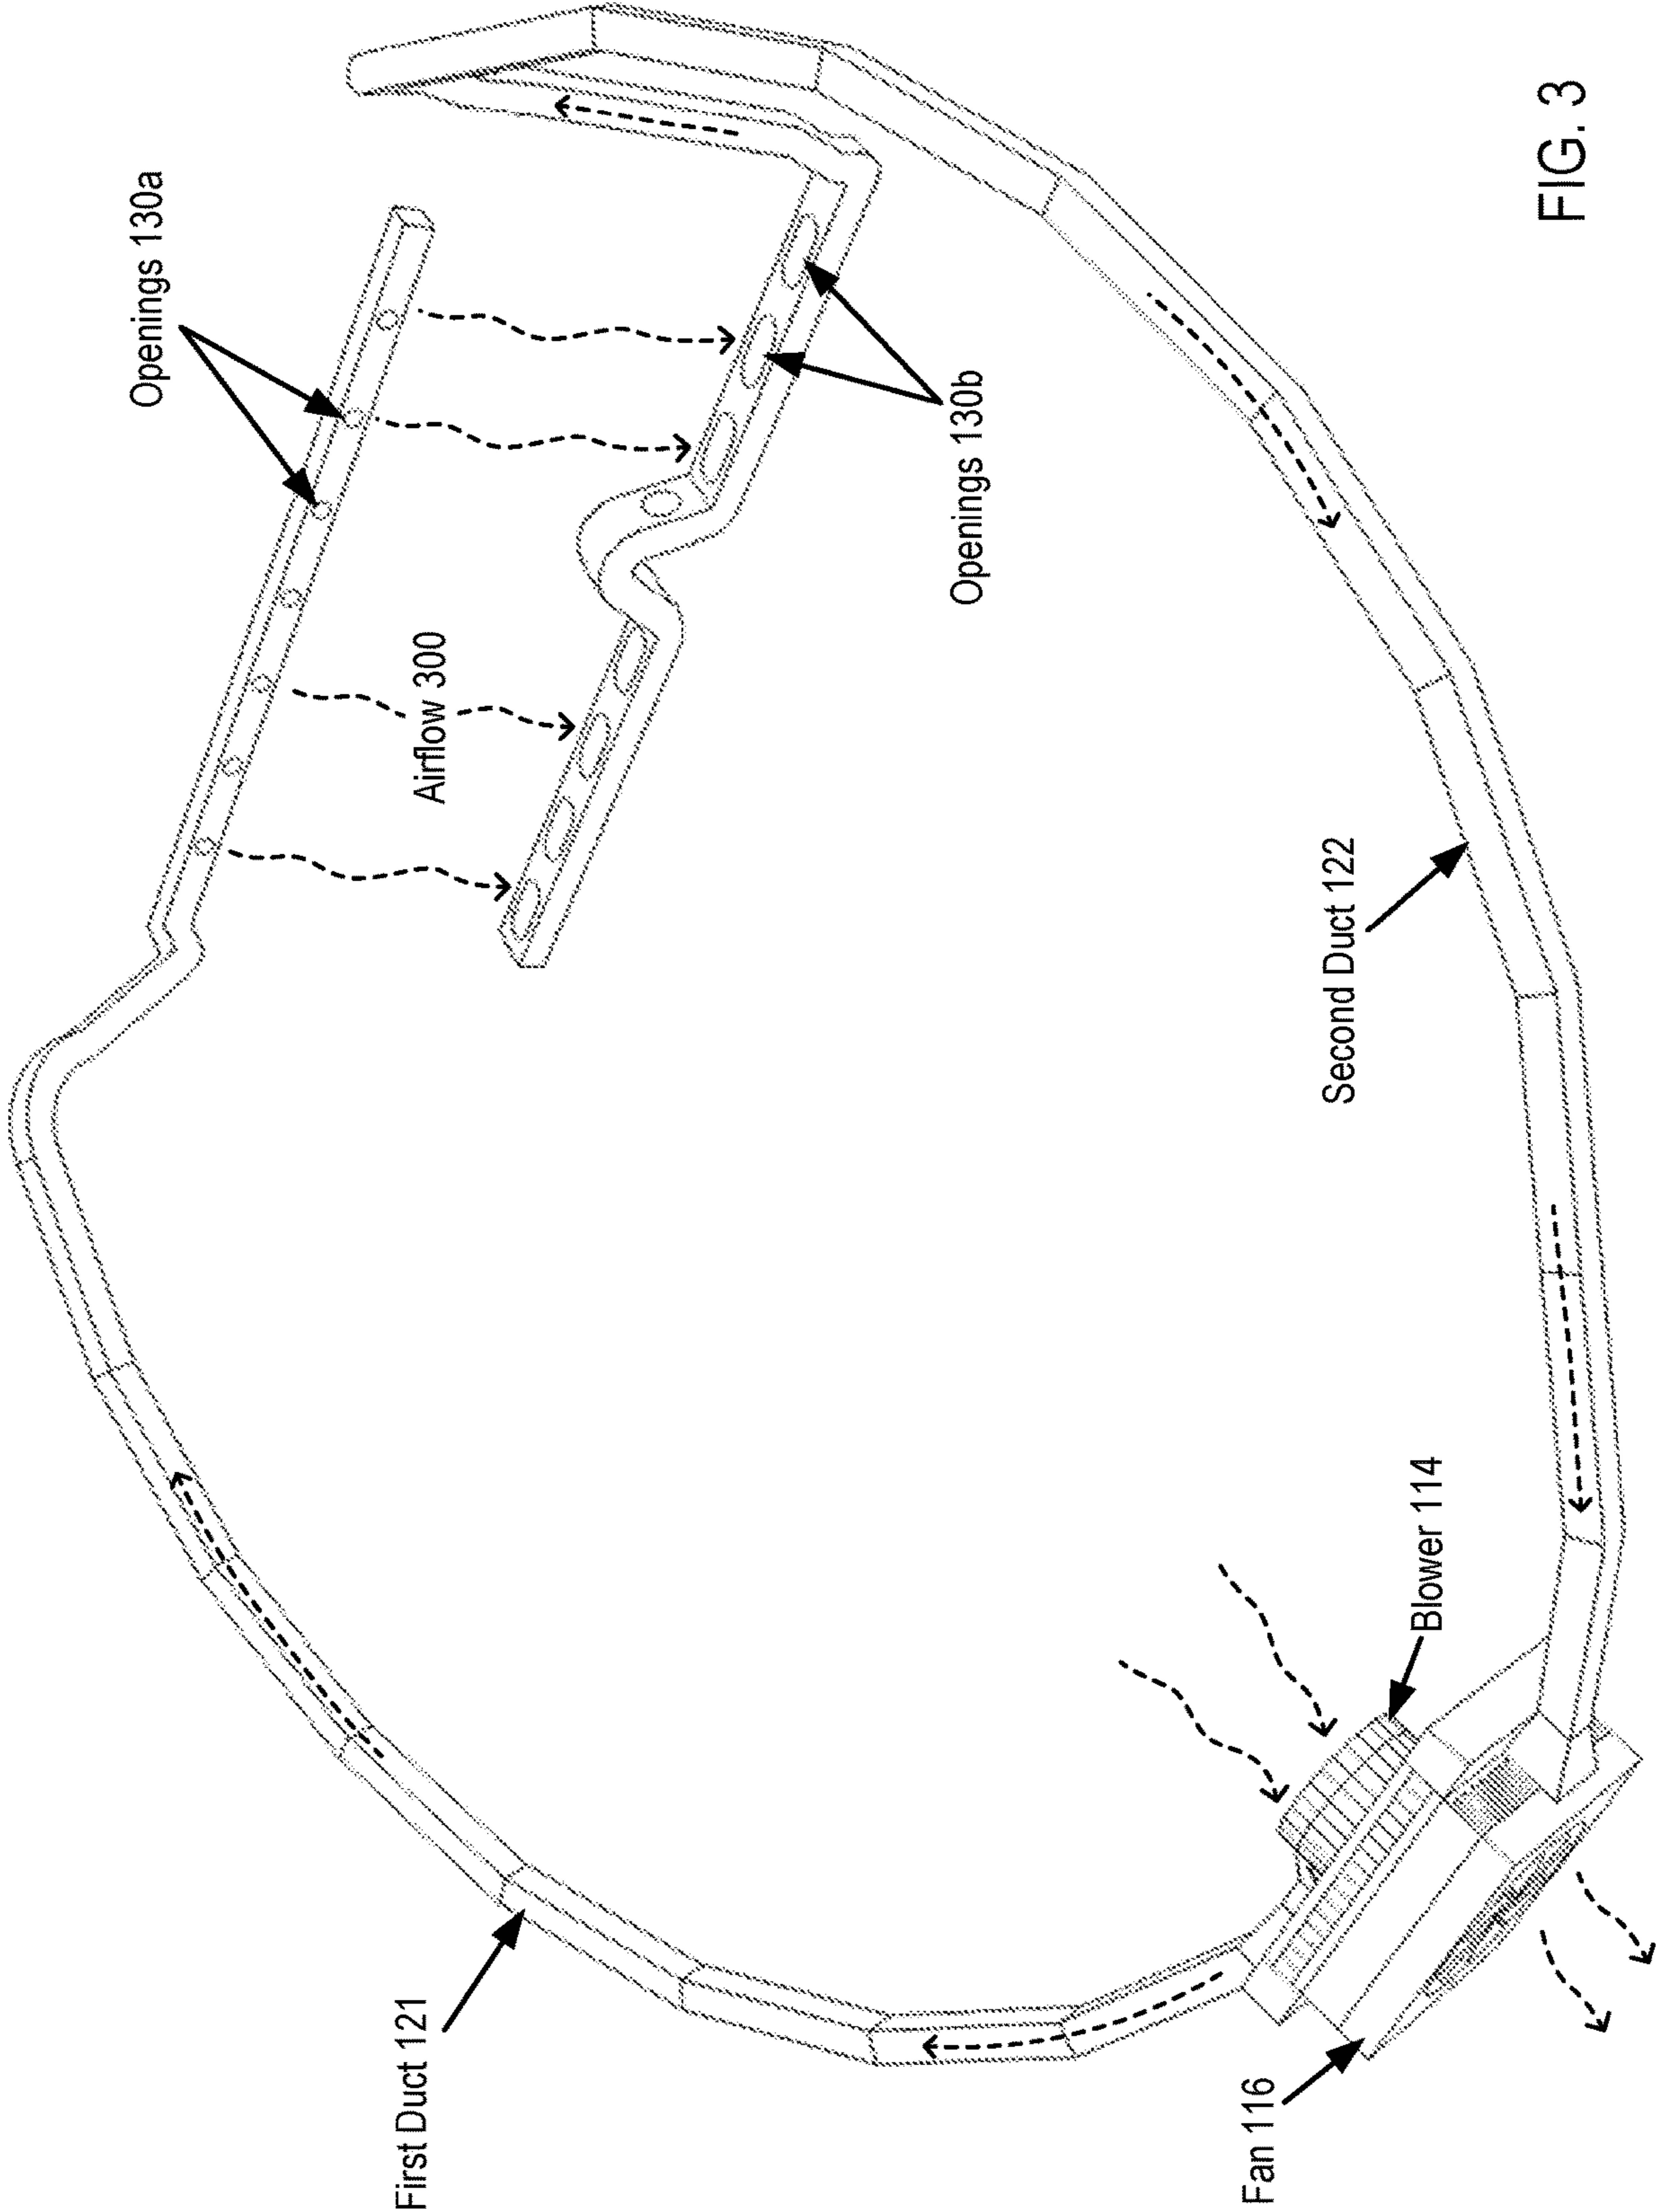 First Duct 121
Openings 130a
Airflow 300
Openings 130b
Second Duct 122
Blower 114
Fan 116
FIG. 3